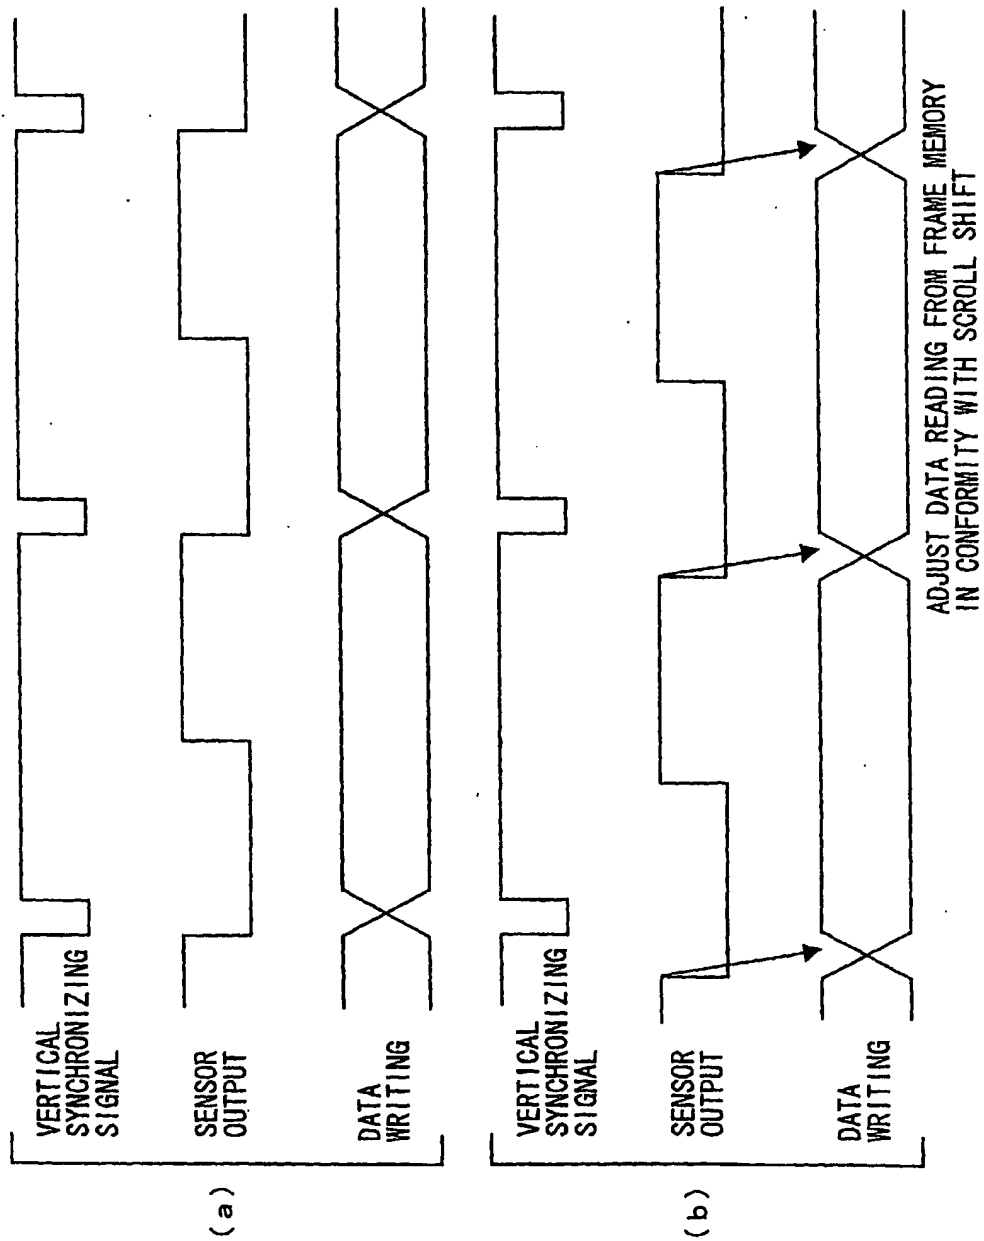 (a)
VERTICAL
SYNCHRONIZING
SIGNAL
SENSOR
OUTPUT
DATA
WRITING
(b)
VERTICAL
SYNCHRONIZING
SIGNAL
SENSOR
OUTPUT
DATA
WRITING
ADJUST DATA READING FROM FRAME MEMORY
IN CONFORMITY WITH SCROLL SHIFT